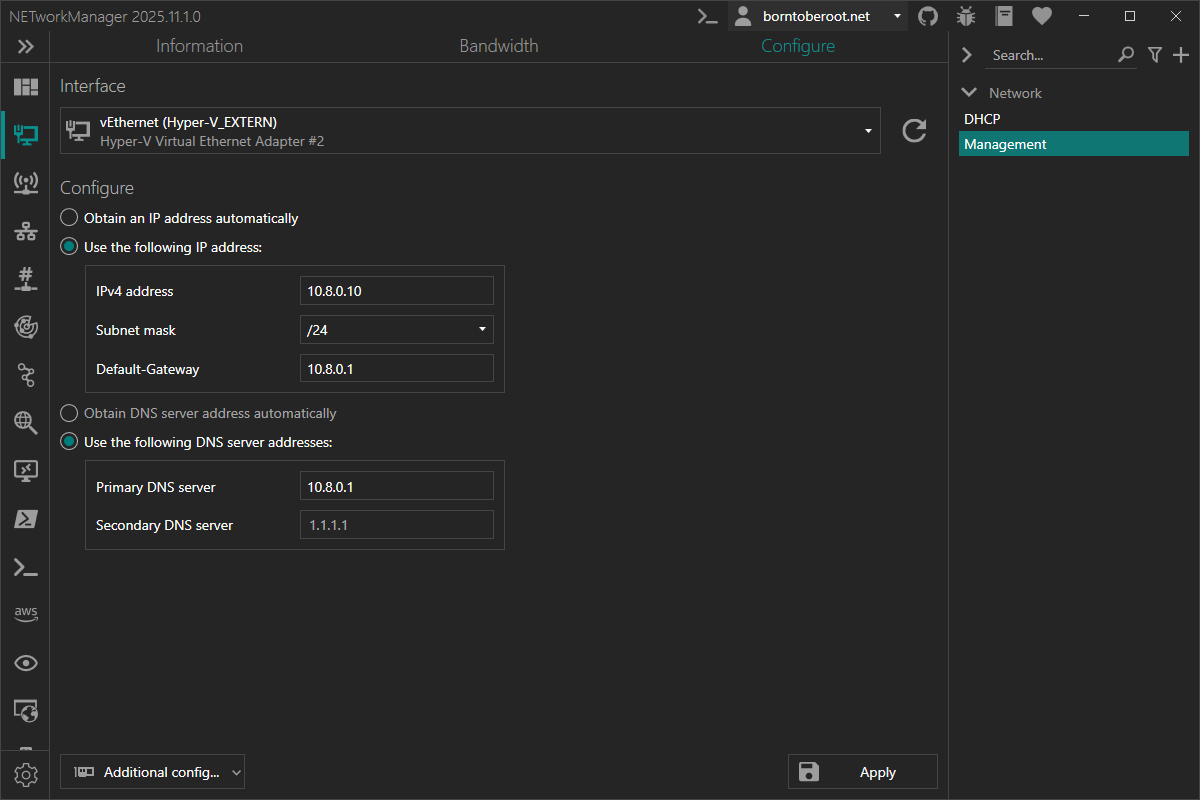 NETworkManager 2025.11.1.0
borntoberoot.net
Information
Bandwidth
Configure
Search...
Interface
vEthernet (Hyper-V_EXTERN)
Hyper-V Virtual Ethernet Adapter #2
Network
DHCP
Management
Configure
Obtain an IP address automatically
Use the following IP address:
IPv4 address
10.8.0.10
Subnet mask
/24
Default-Gateway
10.8.0.1
Obtain DNS server address automatically
Use the following DNS server addresses:
Primary DNS server
10.8.0.1
Secondary DNS server
1.1.1.1
aws
Additional config...
Apply